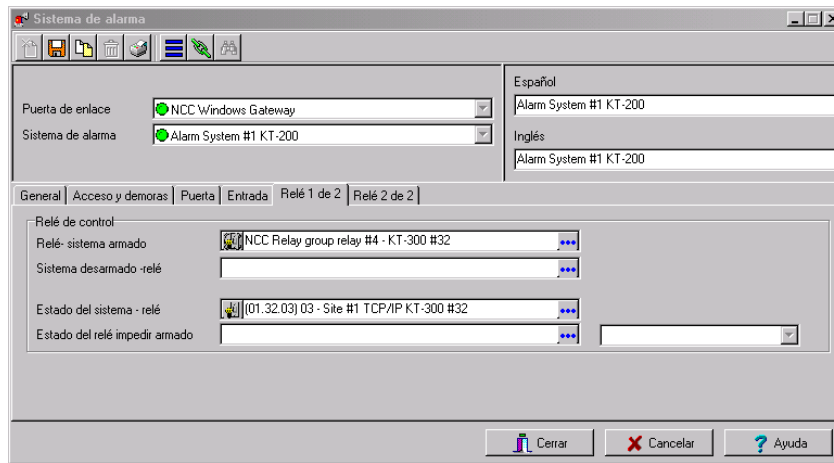 Sistema de alarma
Español
Puerta de enlace NCC Windows Gateway Alarm System #1 KT-200
Sistema de alarma Alarm System #1 KT-200 Inglés
Alarm System #1 KT-200
General Acceso y demoras Puerta Entrada Relé 1 de 2 Relé 2 de 2
Relé de control
Relé- sistema armado NCC Relay group relay #4 - KT-300 #32
Sistema desarmado -relé
Estado del sistema - relé (01.32.03) 03 - Site #1 TCP/IP KT-300 #32
Estado del relé impedir armado
Cerrar Cancelar Ayuda